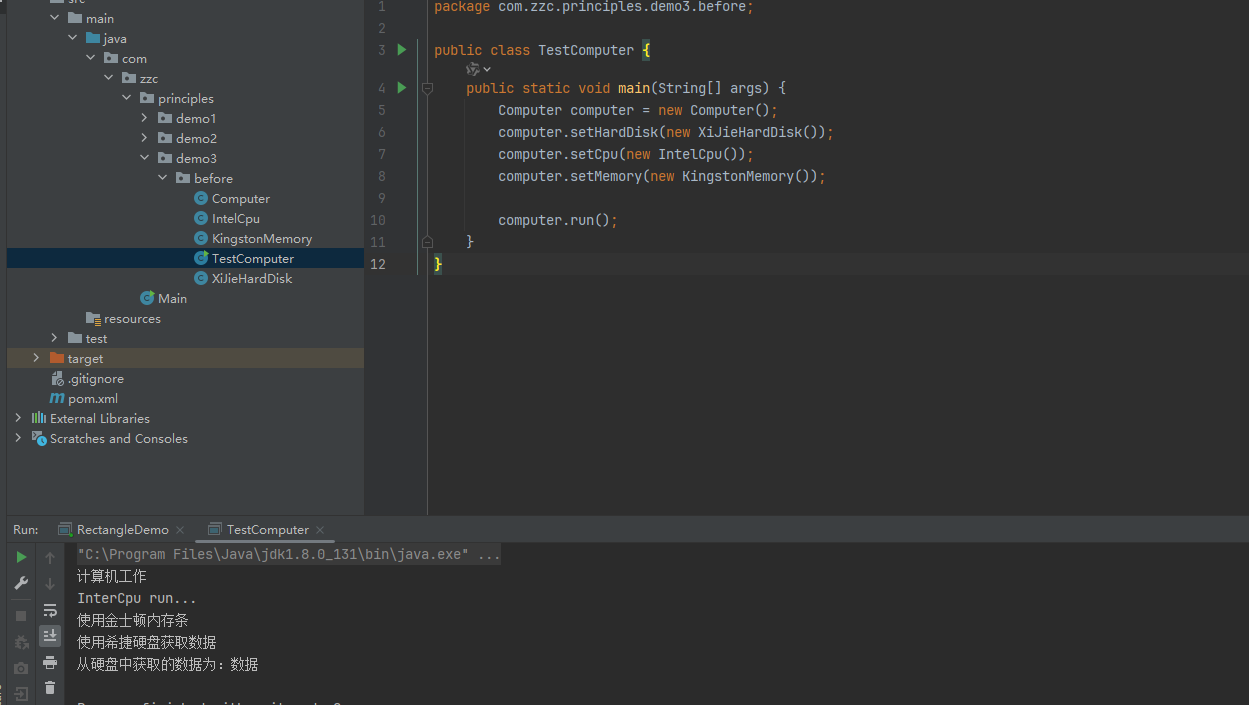 src
main
java
com
zzc
principles
demo1
demo2
demo3
before
Computer
IntelCpu
KingstonMemory
TestComputer
XiJieHardDisk
Main
resources
test
target
.gitignore
pom.xml
External Libraries
Scratches and Consoles
1 package com.zzc.principles.demo3.before;
2
3 public class TestComputer {
4 public static void main(String[] args) {
5 Computer computer = new Computer();
6 computer.setHardDisk(new XiJieHardDisk());
7 computer.setCpu(new IntelCpu());
8 computer.setMemory(new KingstonMemory());
9
10 computer.run();
11 }
12 }
Run: RectangleDemo TestComputer
"C:\Program Files\Java\jdk1.8.0_131\bin\java.exe" ...
计算机工作
InterCpu run...
使用金士顿内存条
使用希捷硬盘获取数据
从硬盘中获取的数据为：数据